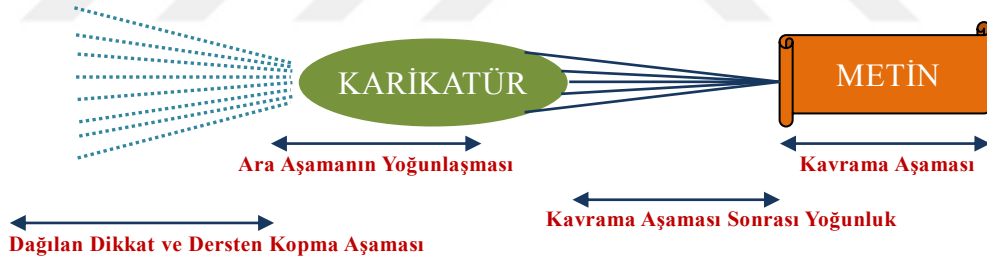 KARİKATÜR
METİN
Ara Aşamanın Yoğunlaşması
Kavrama Aşaması
Kavrama Aşaması Sonrası Yoğunluk
Dağılan Dikkat ve Dersten Kopma Aşaması